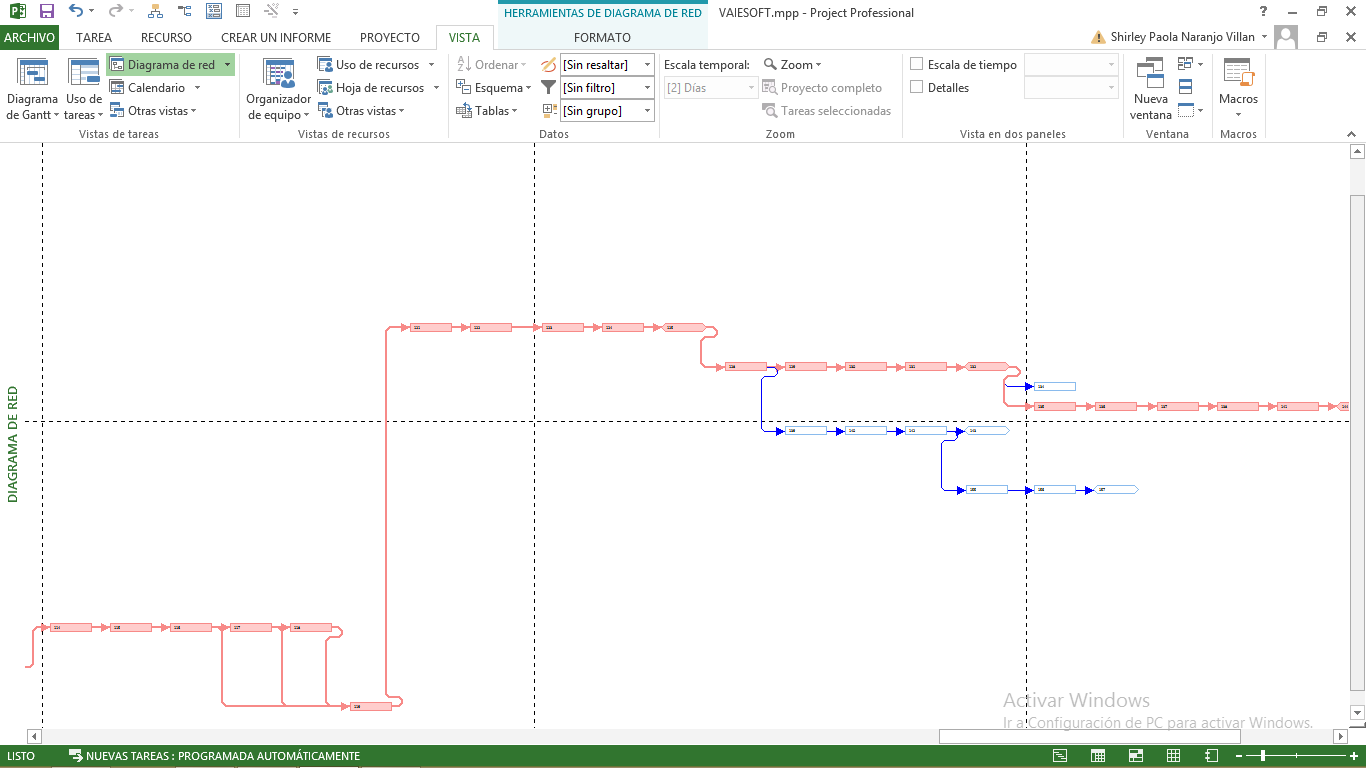 HERRAMIENTAS DE DIAGRAMA DE RED
VAIESOFT.mpp - Project Professional
ARCHIVO TAREA RECURSO CREAR UN INFORME PROYECTO VISTA FORMATO
Shirley Paola Naranjo Villan
Diagrama de Gantt
Uso de tareas
Diagrama de red
Calendario
Otras vistas
Vistas de tareas
Organizador de equipo
Uso de recursos
Hoja de recursos
Otras vistas
Vistas de recursos
Ordenar
Esquema
Tablas
[Sin resaltar]
[Sin filtro]
[Sin grupo]
Datos
Escala temporal:
[2] Días
Zoom
Proyecto completo
Tareas seleccionadas
Zoom
Escala de tiempo
Detalles
Vista en dos paneles
Nueva ventana
Ventana
Macros
Macros
DIAGRAMA DE RED
Activar Windows
Ir a Configuración de PC para activar Windows.
LISTO
NUEVAS TAREAS : PROGRAMADA AUTOMÁTICAMENTE